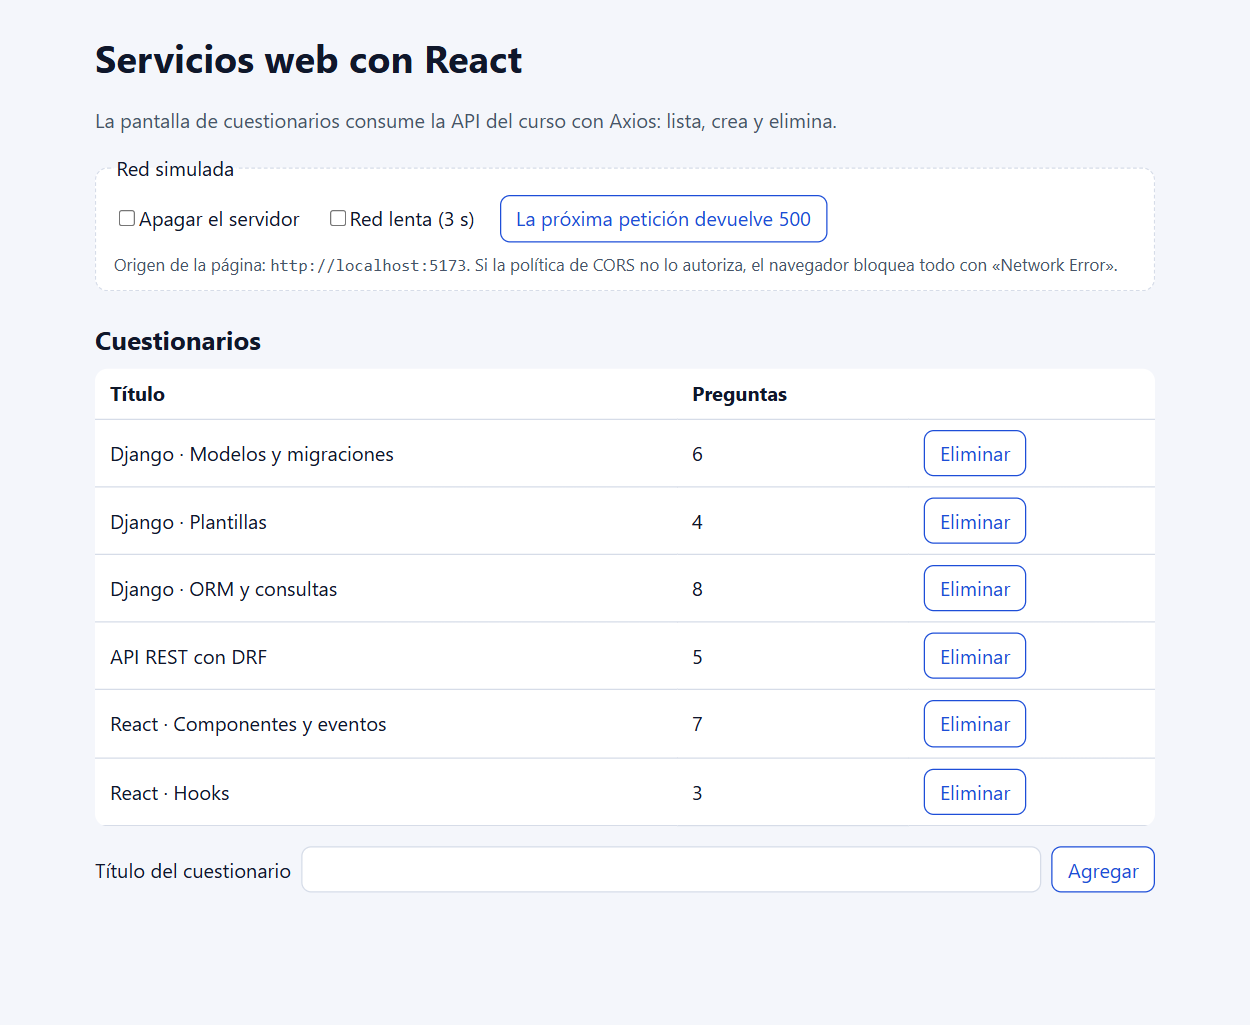 Servicios web con React
La pantalla de cuestionarios consume la API del curso con Axios: lista, crea y elimina.
Red simulada
Apagar el servidor Red lenta (3 s) La próxima petición devuelve 500
Origen de la página: http://localhost:5173. Si la política de CORS no lo autoriza, el navegador bloquea todo con «Network Error».
Cuestionarios
Título Preguntas
Django · Modelos y migraciones 6 Eliminar
Django · Plantillas 4 Eliminar
Django · ORM y consultas 8 Eliminar
API REST con DRF 5 Eliminar
React · Componentes y eventos 7 Eliminar
React · Hooks 3 Eliminar
Título del cuestionario Agregar